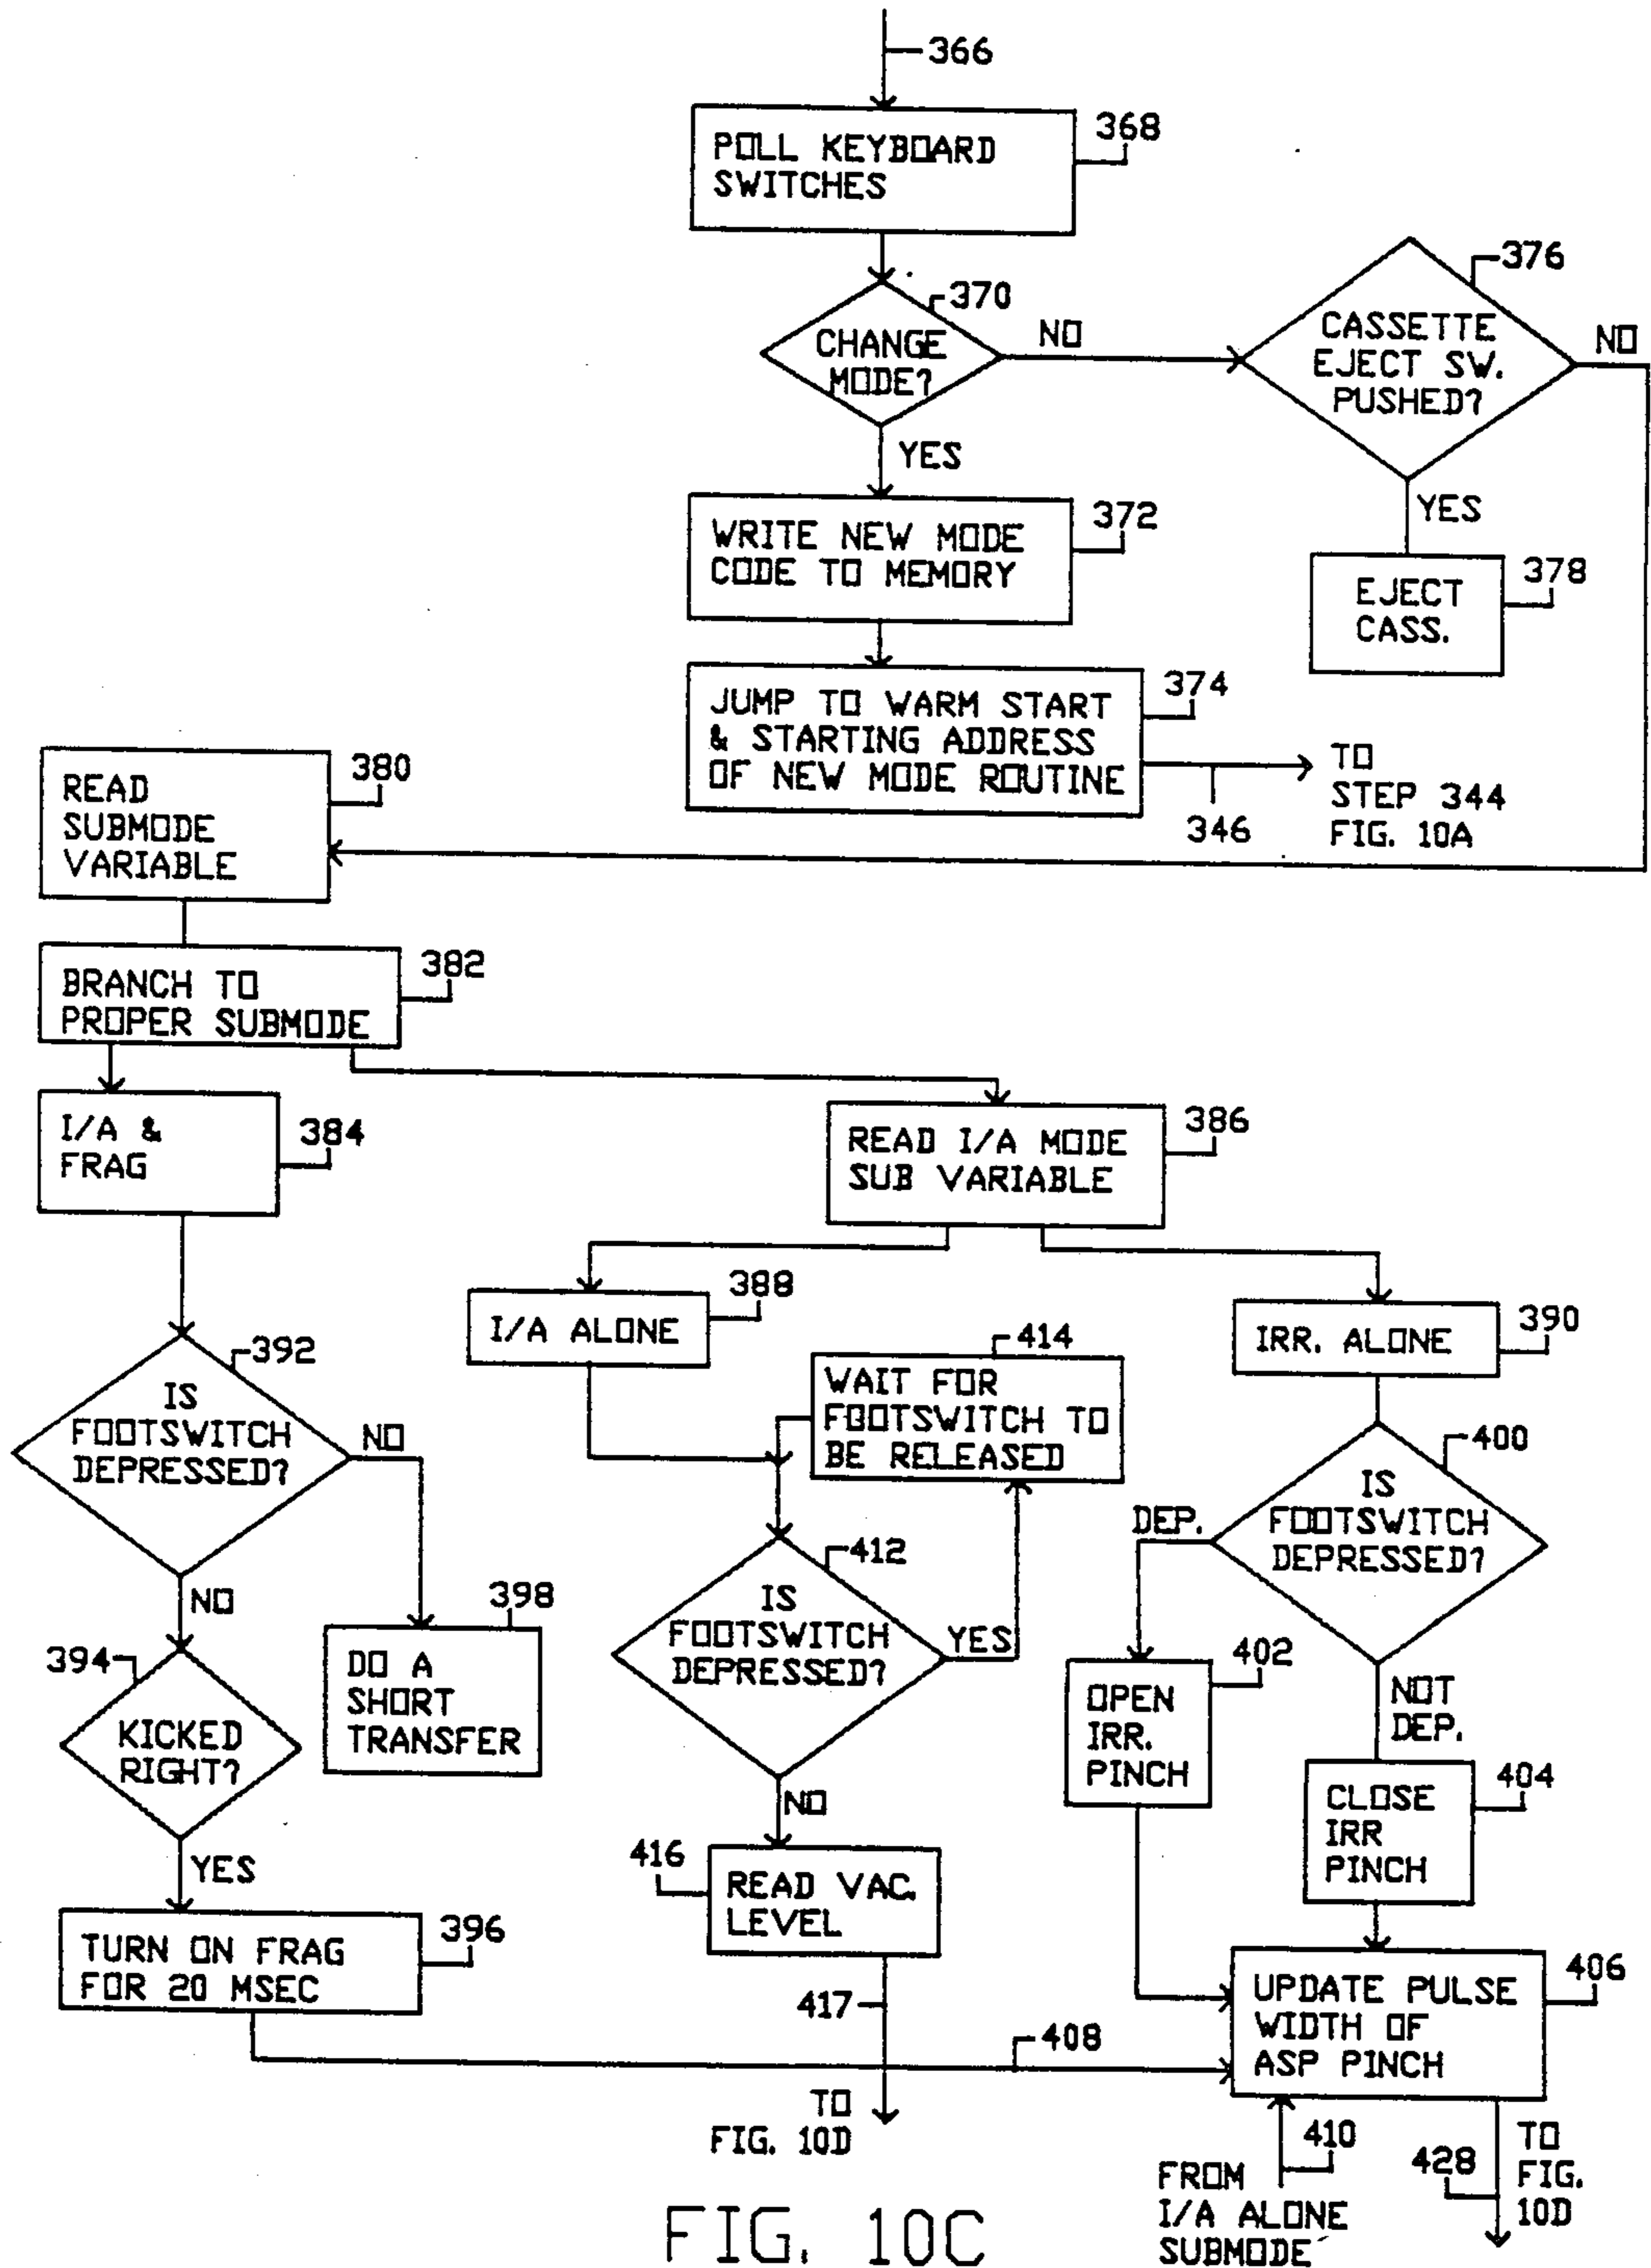 366
POLL KEYBOARD
SWITCHES
368
370
CHANGE
MODE?
NO
376
CASSETTE
EJECT SW.
PUSHED?
NO
YES
YES
WRITE NEW MODE
CODE TO MEMORY
372
EJECT
CASS.
378
JUMP TO WARM START
& STARTING ADDRESS
OF NEW MODE ROUTINE
374
346
TO
STEP 344
FIG. 10A
READ
SUBMODE
VARIABLE
380
BRANCH TO
PROPER SUBMODE
382
I/A &
FRAG
384
READ I/A MODE
SUB VARIABLE
386
I/A ALONE
388
IRR. ALONE
390
392
IS
FOOTSWITCH
DEPRESSED?
NO
NO
414
WAIT FOR
FOOTSWITCH TO
BE RELEASED
400
IS
FOOTSWITCH
DEPRESSED?
DEP.
NOT
DEP.
412
IS
FOOTSWITCH
DEPRESSED?
YES
NO
394
KICKED
RIGHT?
YES
398
DO A
SHORT
TRANSFER
402
OPEN
IRR.
PINCH
404
CLOSE
IRR
PINCH
416
READ VAC.
LEVEL
396
TURN ON FRAG
FOR 20 MSEC
417
408
UPDATE PULSE
WIDTH OF
ASP PINCH
406
TO
FIG. 10D
410
FROM
I/A ALONE
SUBMODE
428
TO
FIG.
10D
FIG. 10C